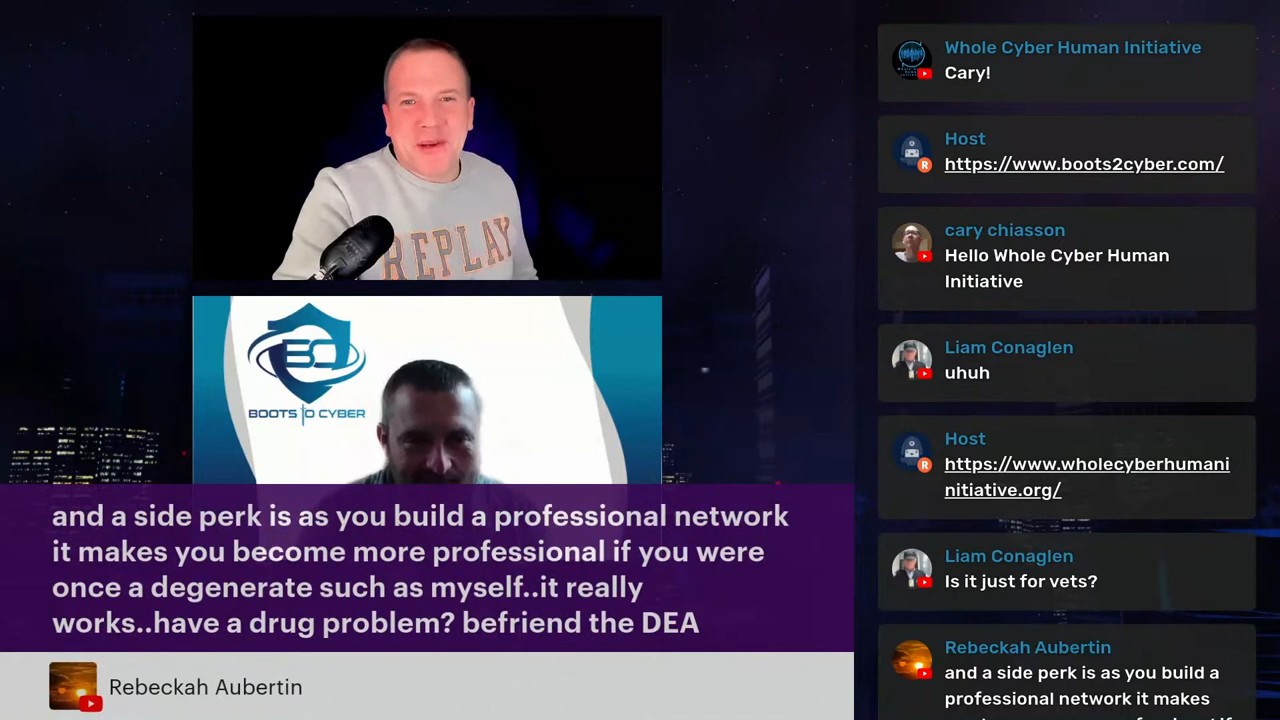 REPLAY
BO
BOOTS TO CYBER
and a side perk is as you build a professional network
it makes you become more professional if you were
once a degenerate such as myself..it really
works..have a drug problem? befriend the DEA
Rebeckah Aubertin
Whole Cyber Human Initiative
Cary!
Host
https://www.boots2cyber.com/
cary chiasson
Hello Whole Cyber Human
Initiative
Liam Conaglen
uhuh
Host
https://www.wholecyberhumani
nitiative.org/
Liam Conaglen
Is it just for vets?
Rebeckah Aubertin
and a side perk is as you build a
professional network it makes